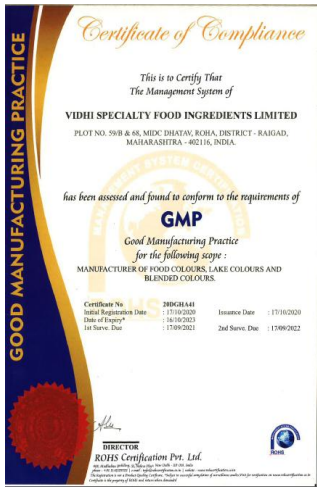 GOOD MANUFACTURING PRACTICE
Certificate of Compliance
This is to Certify That
The Management System of
VIDHI SPECIALTY FOOD INGREDIENTS LIMITED
PLOT NO. 59/B & 68, MIDC DHATAV, ROHA, DISTRICT - RAIGAD,
MAHARASHTRA - 402116, INDIA.
has been assessed and found to conform to the requirements of
GMP
Good Manufacturing Practice
for the following scope :
MANUFACTURER OF FOOD COLOURS, LAKE COLOURS AND
BLENDED COLOURS.
Certificate No 20DGHA41
Initial Registration Date : 17/10/2020 Issuance Date : 17/10/2020
Date of Expiry* : 16/10/2023
1st Surve. Due : 17/09/2021 2nd Surve. Due : 17/09/2022
DIRECTOR
ROHS Certification Pvt. Ltd.
ROHS